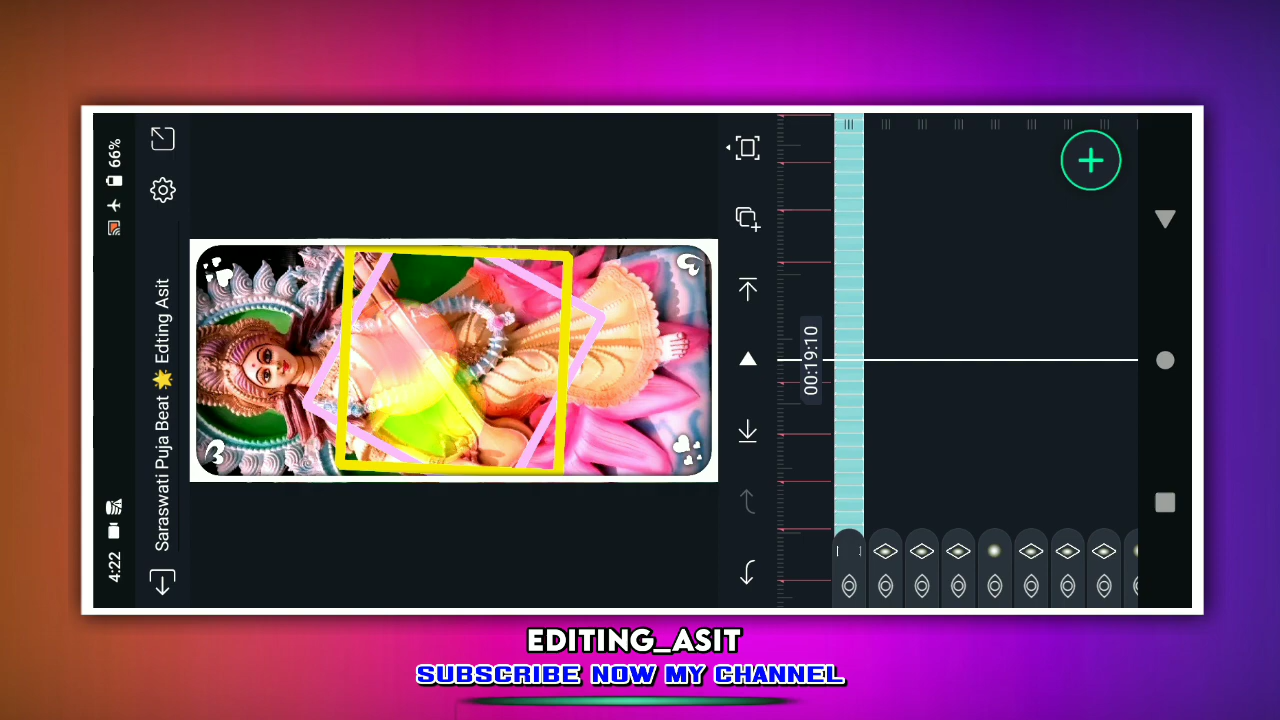 4:22
66%
Saraswati Puja Beat 🌟 Edting Asit
00:19:10
EDITING_ASIT
SUBSCRIBE NOW MY CHANNEL